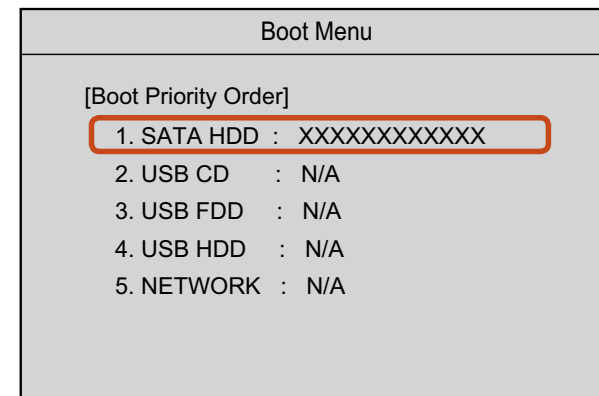 Boot Menu
[Boot Priority Order]
1. SATA HDD : XXXXXXXXXXXX
2. USB CD : N/A
3. USB FDD : N/A
4. USB HDD : N/A
5. NETWORK : N/A